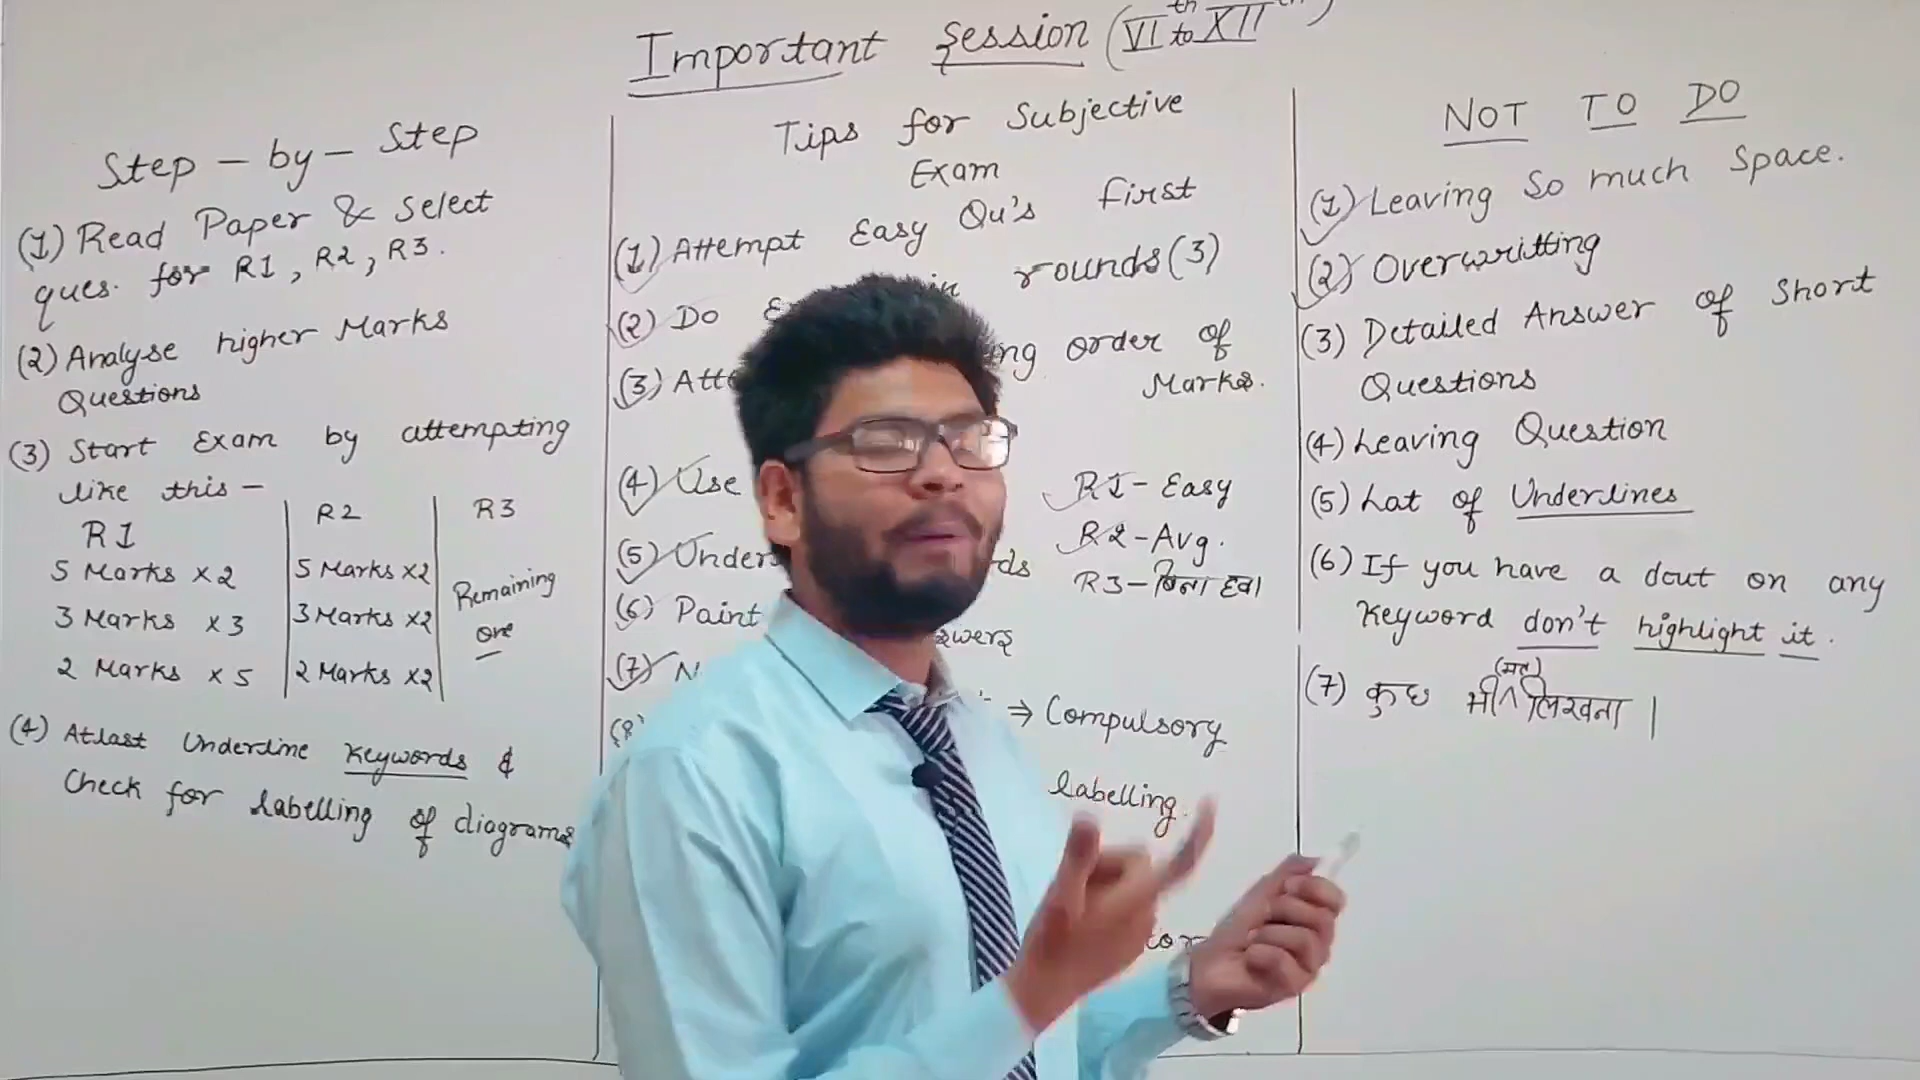 Important Session (VIth to XIIth)
Step - by - Step
(1) Read Paper & Select
ques. for R1, R2, R3.
(2) Analyse higher Marks
Questions
(3) Start Exam by attempting
like this -
R1
5 Marks x 2
3 Marks x 3
2 Marks x 5
R2
5 Marks x2
3 Marks x2
2 Marks x2
R3
Remaining
one
(4) Atlast Underline Keywords &
Check for labelling of diagrams
Tips for Subjective
Exam
(1) Attempt Easy Qu's first
(2) Do in rounds (3)
(3) order of
Marks.
(4) Use
R1 - Easy
R2 - Avg.
R3 - बिना हवा
(5)
(6) Paint
(7)
(8) ⇒ Compulsory
labelling.
NOT TO DO
(1) Leaving so much space.
(2) Overwritting
(3) Detailed Answer of Short
Questions
(4) Leaving Question
(5) Lat of Underlines
(6) If you have a dout on any
Keyword don't highlight it.
(7) कुछ भी (मत) लिखना |